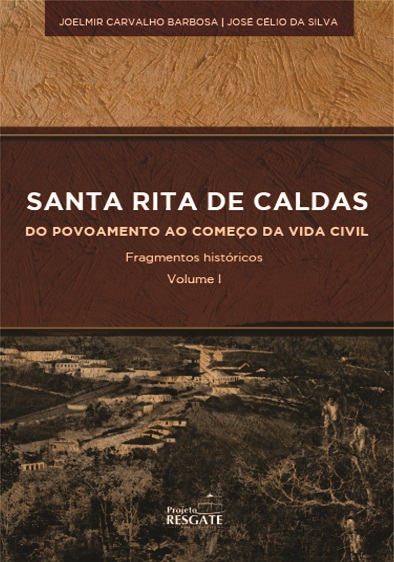 JOELMIR CARVALHO BARBOSA | JOSÉ CÉLIO DA SILVA
SANTA RITA DE CALDAS
DO POVOAMENTO AO COMEÇO DA VIDA CIVIL
Fragmentos históricos
Volume I
Projeto
RESGATE